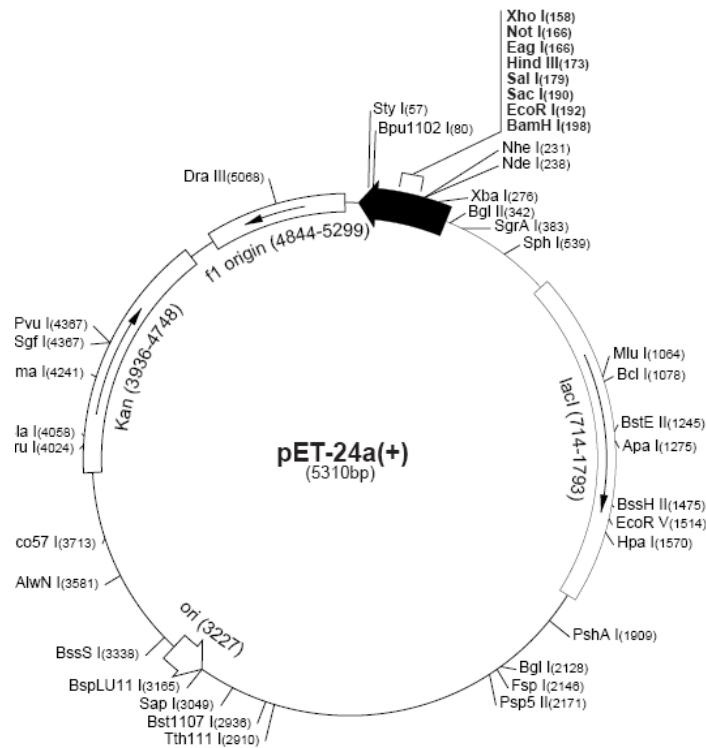 Xho I(158)
Not I(166)
Eag I(166)
Hind III(173)
Sal I(179)
Sac I(190)
EcoR I(192)
BamH I(198)
Sty I(57)
Bpu1102 I(80)
Nhe I(231)
Nde I(238)
Xba I(276)
Bgl II(342)
SgrA I(383)
Sph I(539)
Dra III(5068)
f1 origin (4844-5299)
Pvu I(4367)
Sgf I(4367)
ma I(4241)
la I(4058)
ru I(4024)
Kan (3936-4748)
Mlu I(1064)
Bcl I(1078)
BstE II(1245)
Apa I(1275)
lacI (714-1793)
BssH II(1475)
EcoR V(1514)
Hpa I(1570)
pET-24a(+)
(5310bp)
co57 I(3713)
AlwN I(3581)
ori (3227)
BssS I(3338)
BspLU11 I(3165)
Sap I(3049)
Bst1107 I(2936)
Tth111 I(2910)
PshA I(1909)
Bgl I(2128)
Fsp I(2146)
Psp5 II(2171)